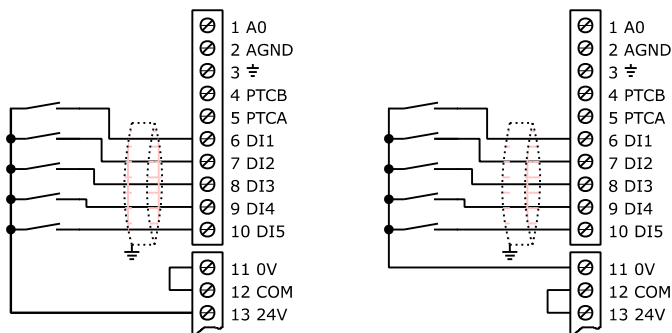 1 A0
2 AGND
3
4 PTCB
5 PTCA
6 DI1
7 DI2
8 DI3
9 DI4
10 DI5
11 0V
12 COM
13 24V
1 A0
2 AGND
3
4 PTCB
5 PTCA
6 DI1
7 DI2
8 DI3
9 DI4
10 DI5
11 0V
12 COM
13 24V